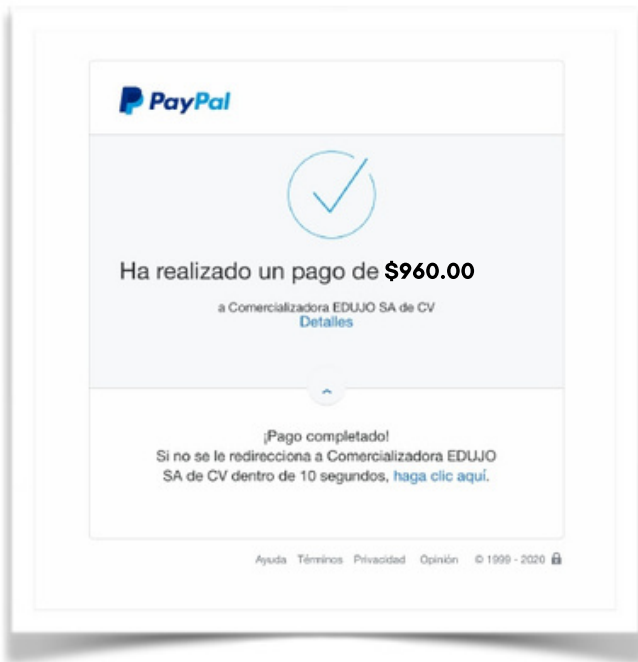 PayPal
Ha realizado un pago de $960.00
a Comercializadora EDUJO SA de CV
Detalles
¡Pago completado!
Si no se le redirecciona a Comercializadora EDUJO
SA de CV dentro de 10 segundos, haga clic aquí.
Ayuda Términos Privacidad Opinión © 1999 - 2020